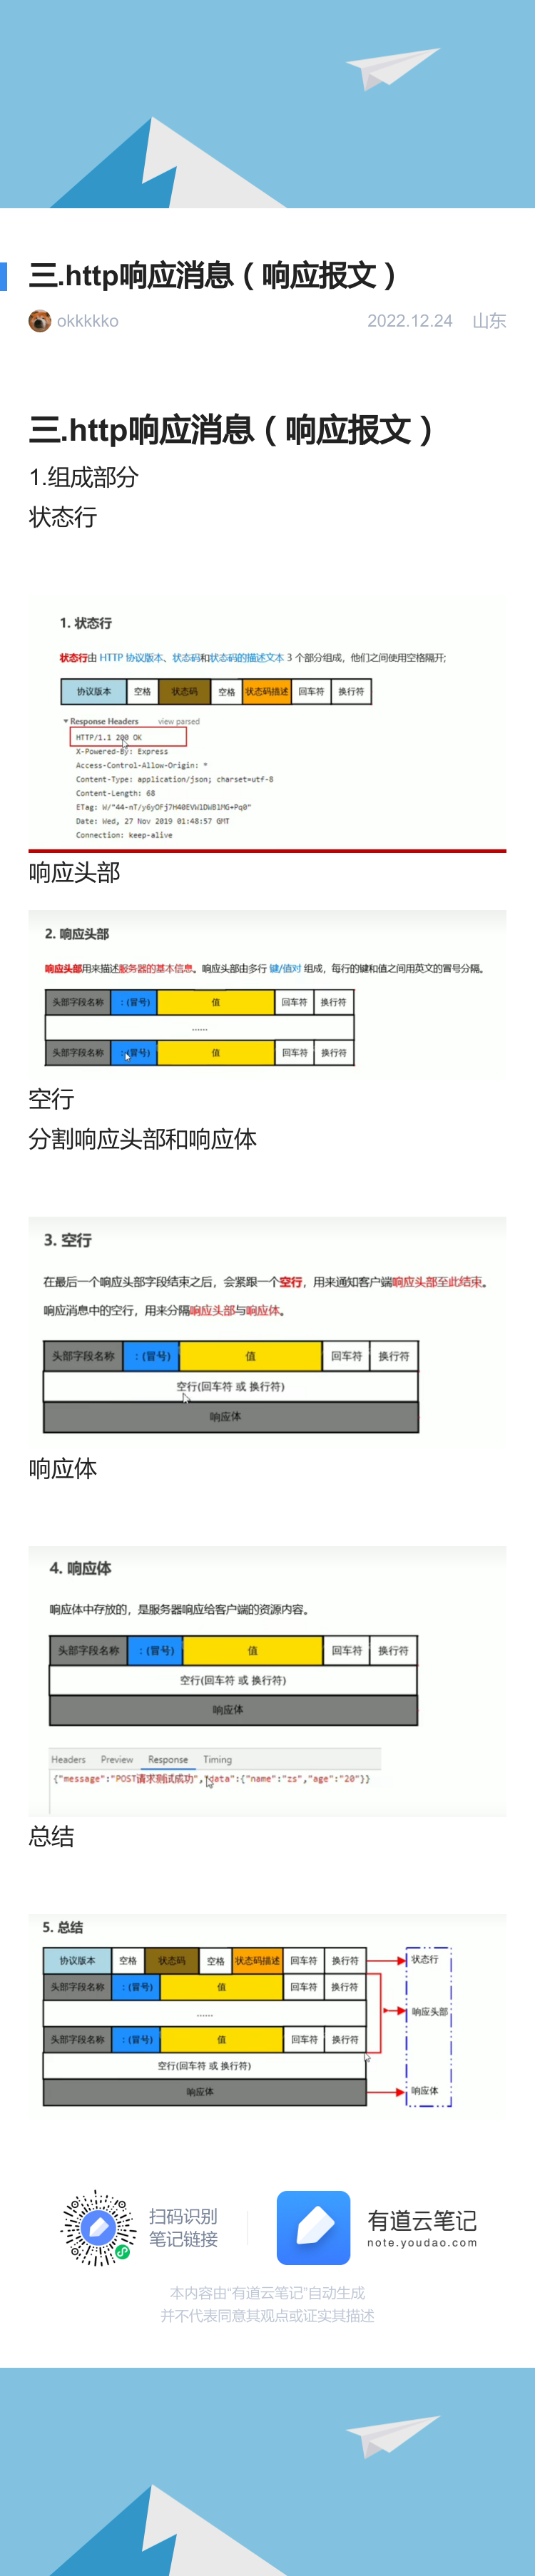 三.http响应消息（响应报文）
okkkkko 2022.12.24 山东
三.http响应消息（响应报文）
1.组成部分
状态行
1. 状态行
状态行由 HTTP 协议版本、状态码和状态码的描述文本 3 个部分组成，他们之间使用空格隔开;
协议版本 空格 状态码 空格 状态码描述 回车符 换行符
Response Headers view parsed
HTTP/1.1 200 OK
X-Powered-By: Express
Access-Control-Allow-Origin: *
Content-Type: application/json; charset=utf-8
Content-Length: 68
ETag: W/"44-nT/y6yOFj7H40EVW1DWB1MG+Pq0"
Date: Wed, 27 Nov 2019 01:48:57 GMT
Connection: keep-alive
响应头部
2. 响应头部
响应头部用来描述服务器的基本信息。响应头部由多行 键/值对 组成，每行的键和值之间用英文的冒号分隔。
头部字段名称 : (冒号) 值 回车符 换行符
……
头部字段名称 : (冒号) 值 回车符 换行符
空行
分割响应头部和响应体
3. 空行
在最后一个响应头部字段结束之后，会紧跟一个空行，用来通知客户端响应头部至此结束。
响应消息中的空行，用来分隔响应头部与响应体。
头部字段名称 : (冒号) 值 回车符 换行符
空行(回车符 或 换行符)
响应体
响应体
4. 响应体
响应体中存放的，是服务器响应给客户端的资源内容。
头部字段名称 : (冒号) 值 回车符 换行符
空行(回车符 或 换行符)
响应体
Headers Preview Response Timing
{"message":"POST请求测试成功","data":{"name":"zs","age":"20"}}
总结
5. 总结
协议版本 空格 状态码 空格 状态码描述 回车符 换行符 状态行
头部字段名称 : (冒号) 值 回车符 换行符
…… 响应头部
头部字段名称 : (冒号) 值 回车符 换行符
空行(回车符 或 换行符)
响应体 响应体
扫码识别
笔记链接
有道云笔记
note.youdao.com
本内容由“有道云笔记”自动生成
并不代表同意其观点或证实其描述